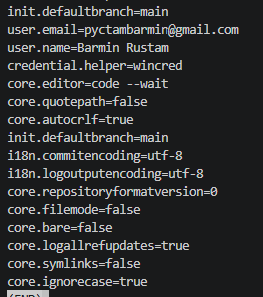 init.defaultbranch=main
user.email=pyctambarmin@gmail.com
user.name=Barmin Rustam
credential.helper=wincred
core.editor=code --wait
core.quotepath=false
core.autocrlf=true
init.defaultbranch=main
i18n.commitencoding=utf-8
i18n.logoutputencoding=utf-8
core.repositoryformatversion=0
core.filemode=false
core.bare=false
core.logallrefupdates=true
core.symlinks=false
core.ignorecase=true
(END)